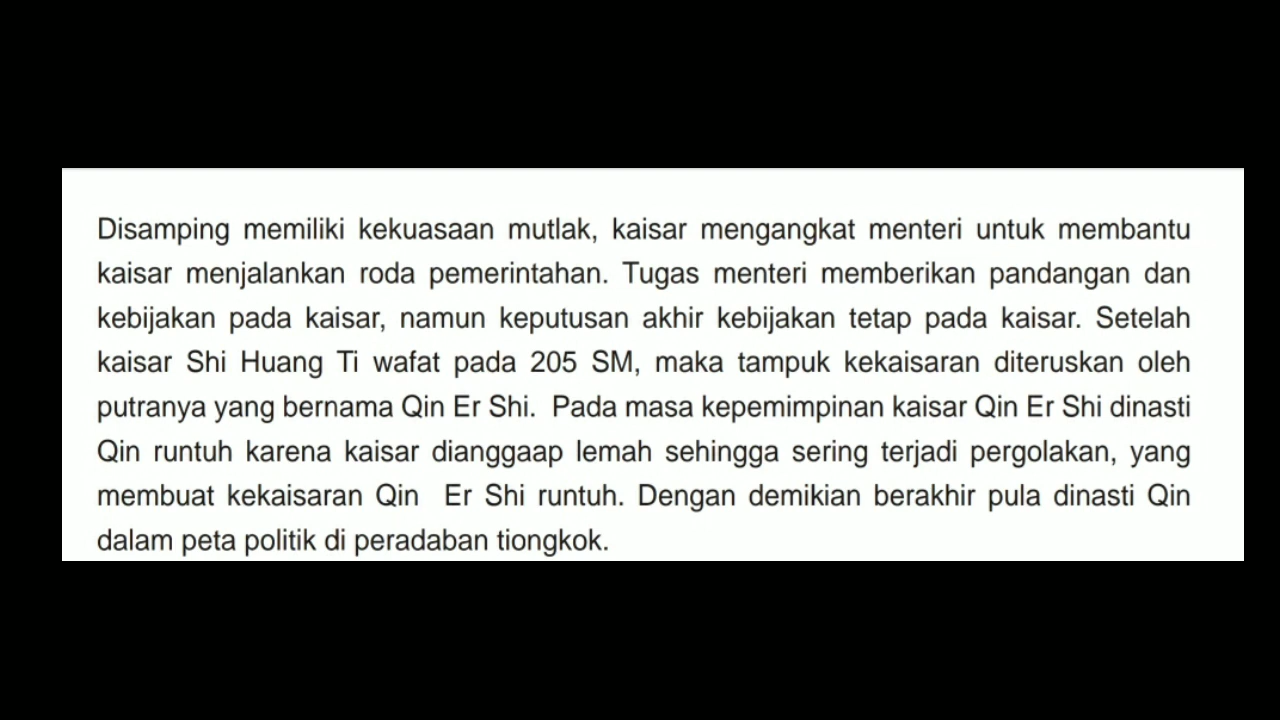 Disamping memiliki kekuasaan mutlak, kaisar mengangkat menteri untuk membantu
kaisar menjalankan roda pemerintahan. Tugas menteri memberikan pandangan dan
kebijakan pada kaisar, namun keputusan akhir kebijakan tetap pada kaisar. Setelah
kaisar Shi Huang Ti wafat pada 205 SM, maka tampuk kekaisaran diteruskan oleh
putranya yang bernama Qin Er Shi.  Pada masa kepemimpinan kaisar Qin Er Shi dinasti
Qin runtuh karena kaisar dianggaap lemah sehingga sering terjadi pergolakan, yang
membuat kekaisaran Qin  Er Shi runtuh. Dengan demikian berakhir pula dinasti Qin
dalam peta politik di peradaban tiongkok.